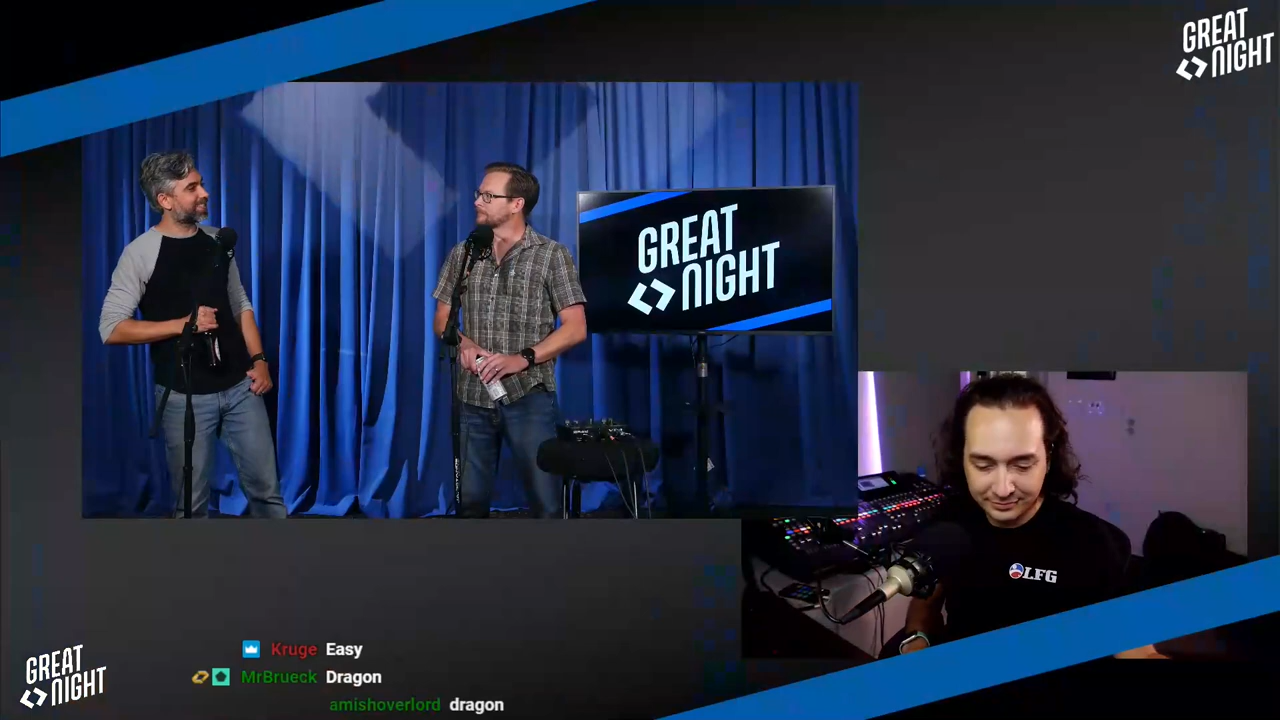 GREAT
NIGHT
GREAT
NIGHT
LFG
Kruge Easy
MrBrueck Dragon
amishoverlord dragon
GREAT
NIGHT